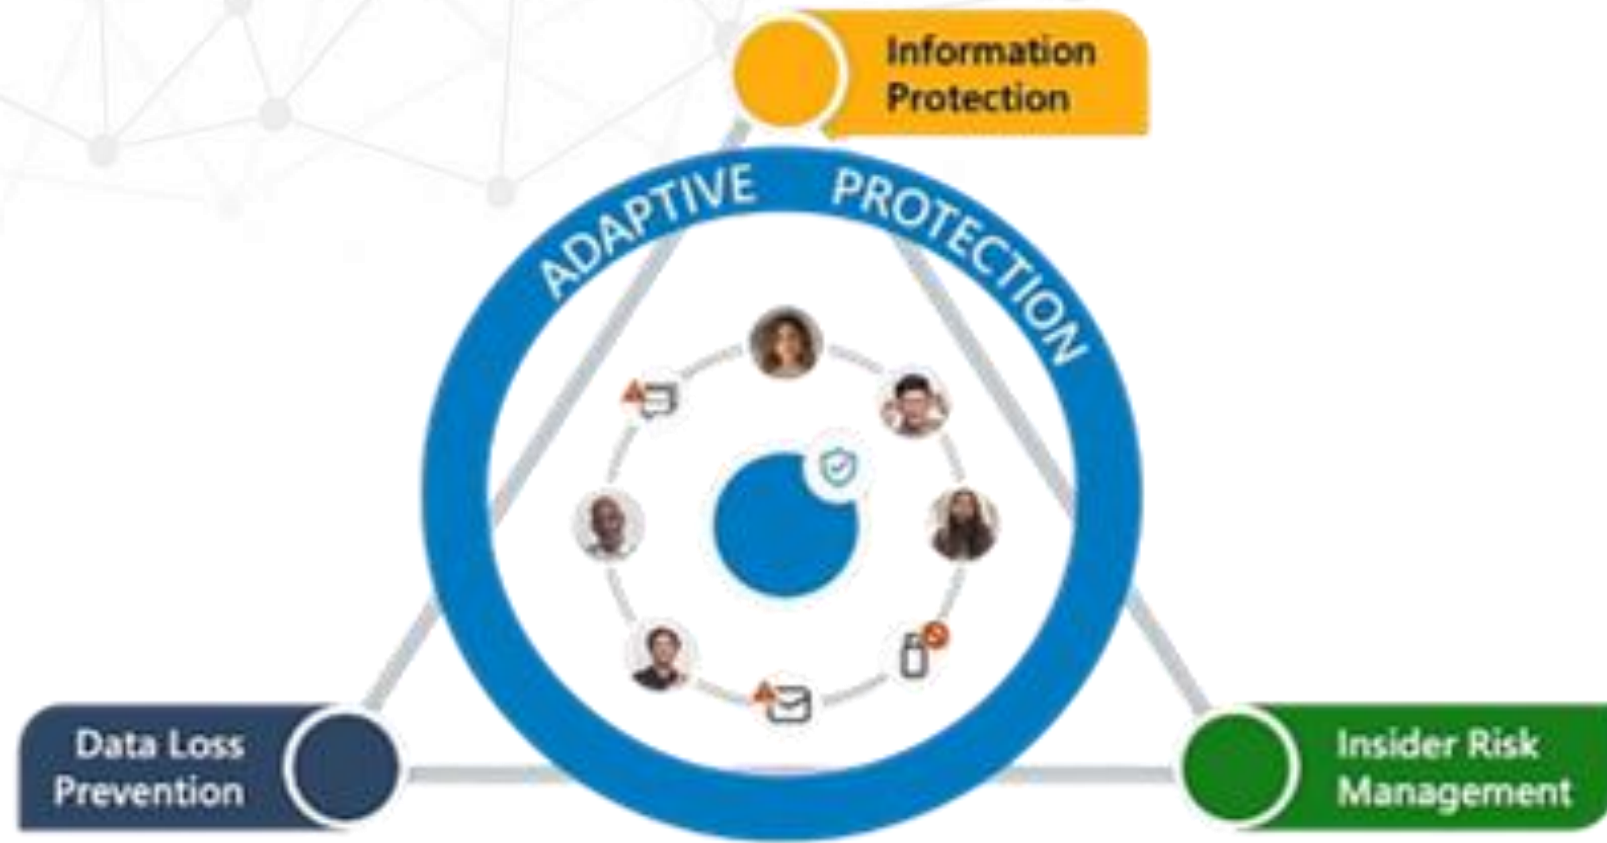 Information
Protection
ADAPTIVE PROTECTION
Data Loss
Prevention
Insider Risk
Management